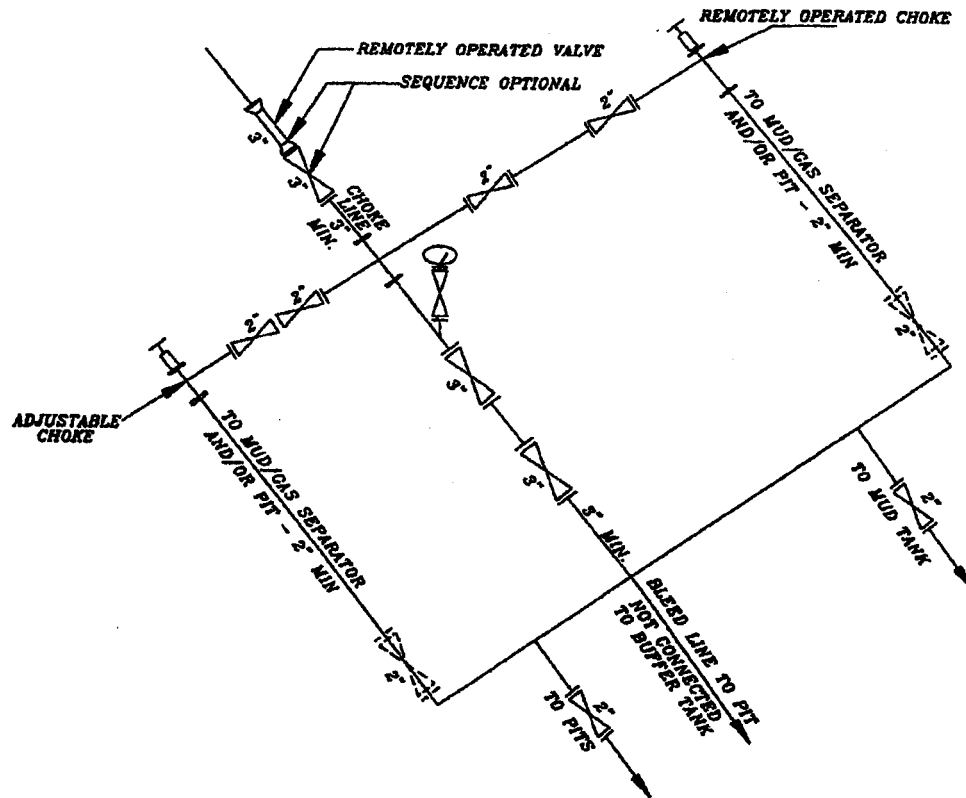 REMOTELY OPERATED CHOKE
REMOTELY OPERATED VALVE
SEQUENCE OPTIONAL
3"
3"
CHOKE
LINE
3"
MIN.
2"
2"
2"
2"
TO MUD/GAS SEPARATOR
AND/OR PIT - 2" MIN
2"
ADJUSTABLE
CHOKE
TO MUD/GAS SEPARATOR
AND/OR PIT - 2" MIN
2"
3"
3"
3" MIN.
BLEED LINE TO PIT
NOT CONNECTED
TO BUFFER TANK
2"
TO MUD TANK
2"
TO PITS